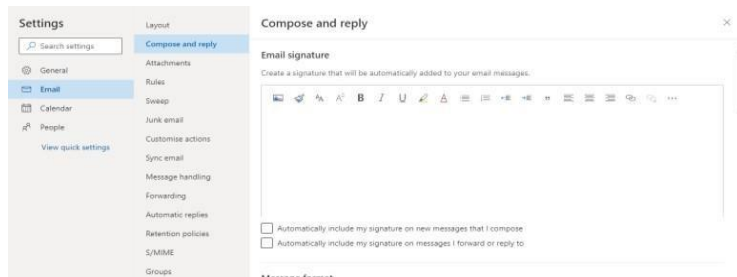 Settings
Search settings
General
Email
Calendar
People
View quick settings
Layout
Compose and reply
Attachments
Rules
Sweep
Junk email
Customise actions
Sync email
Message handling
Forwarding
Automatic replies
Retention policies
S/MIME
Groups
Compose and reply
Email signature
Create a signature that will be automatically added to your email messages.
B I U
Automatically include my signature on new messages that I compose
Automatically include my signature on messages I forward or reply to
Message format